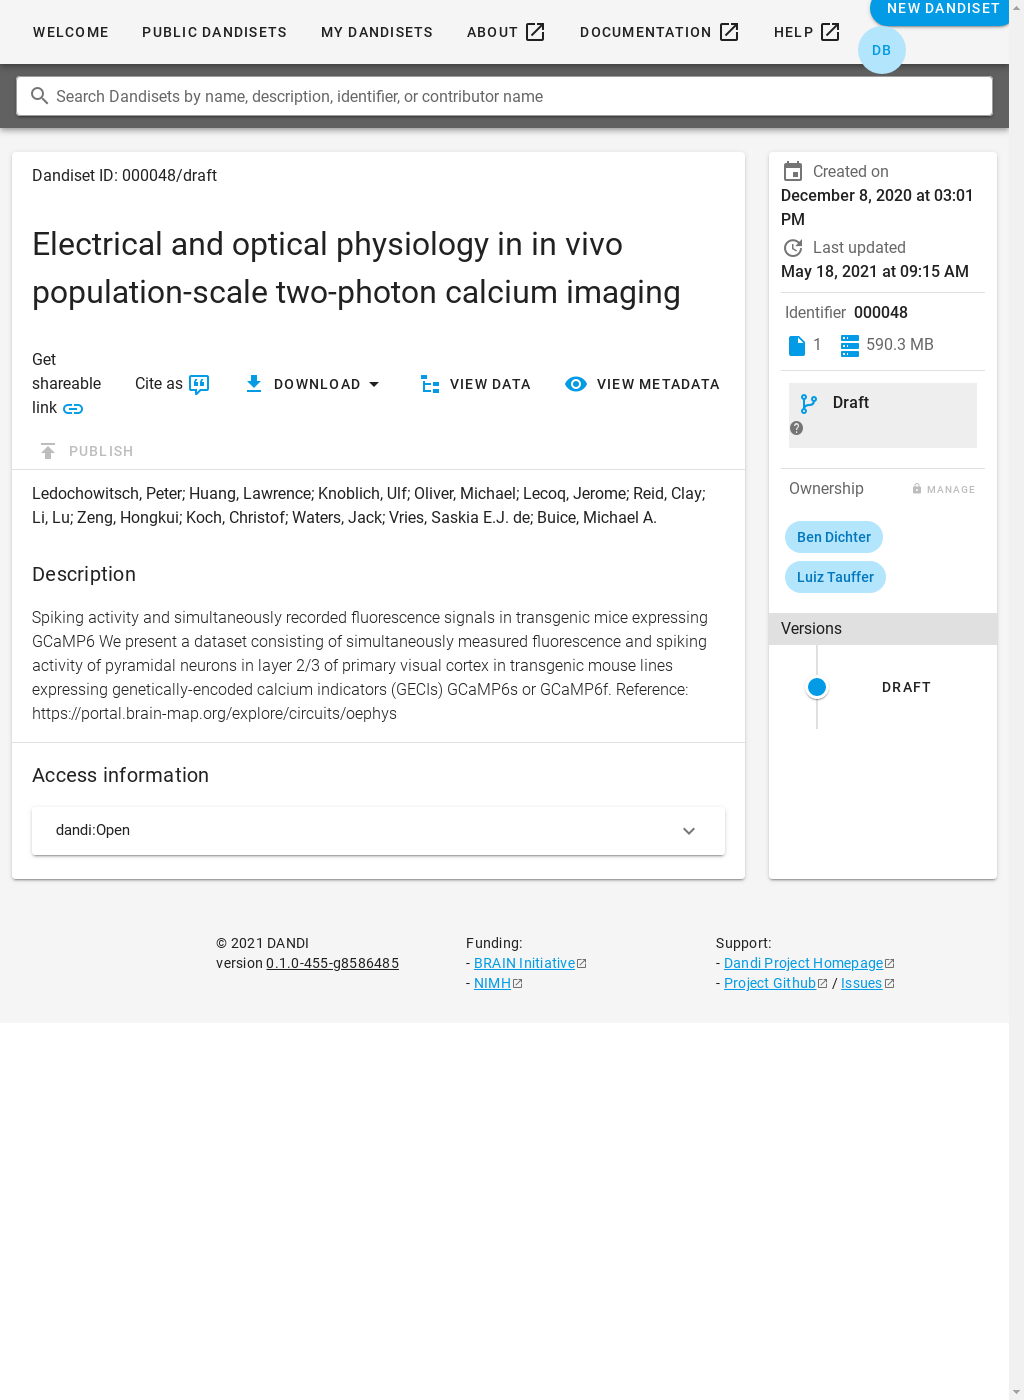 WELCOME PUBLIC DANDISETS MY DANDISETS ABOUT DOCUMENTATION HELP NEW DANDISET
DB
Search Dandisets by name, description, identifier, or contributor name
Dandiset ID: 000048/draft
Electrical and optical physiology in in vivo
population-scale two-photon calcium imaging
Get
shareable
link
Cite as
DOWNLOAD
VIEW DATA
VIEW METADATA
PUBLISH
Ledochowitsch, Peter; Huang, Lawrence; Knoblich, Ulf; Oliver, Michael; Lecoq, Jerome; Reid, Clay;
Li, Lu; Zeng, Hongkui; Koch, Christof; Waters, Jack; Vries, Saskia E.J. de; Buice, Michael A.
Description
Spiking activity and simultaneously recorded fluorescence signals in transgenic mice expressing
GCaMP6 We present a dataset consisting of simultaneously measured fluorescence and spiking
activity of pyramidal neurons in layer 2/3 of primary visual cortex in transgenic mouse lines
expressing genetically-encoded calcium indicators (GECIs) GCaMP6s or GCaMP6f. Reference:
https://portal.brain-map.org/explore/circuits/oephys
Access information
dandi:Open
Created on
December 8, 2020 at 03:01
PM
Last updated
May 18, 2021 at 09:15 AM
Identifier 000048
1 590.3 MB
Draft
Ownership MANAGE
Ben Dichter
Luiz Tauffer
Versions
DRAFT
© 2021 DANDI
version 0.1.0-455-g8586485
Funding:
- BRAIN Initiative
- NIMH
Support:
- Dandi Project Homepage
- Project Github / Issues